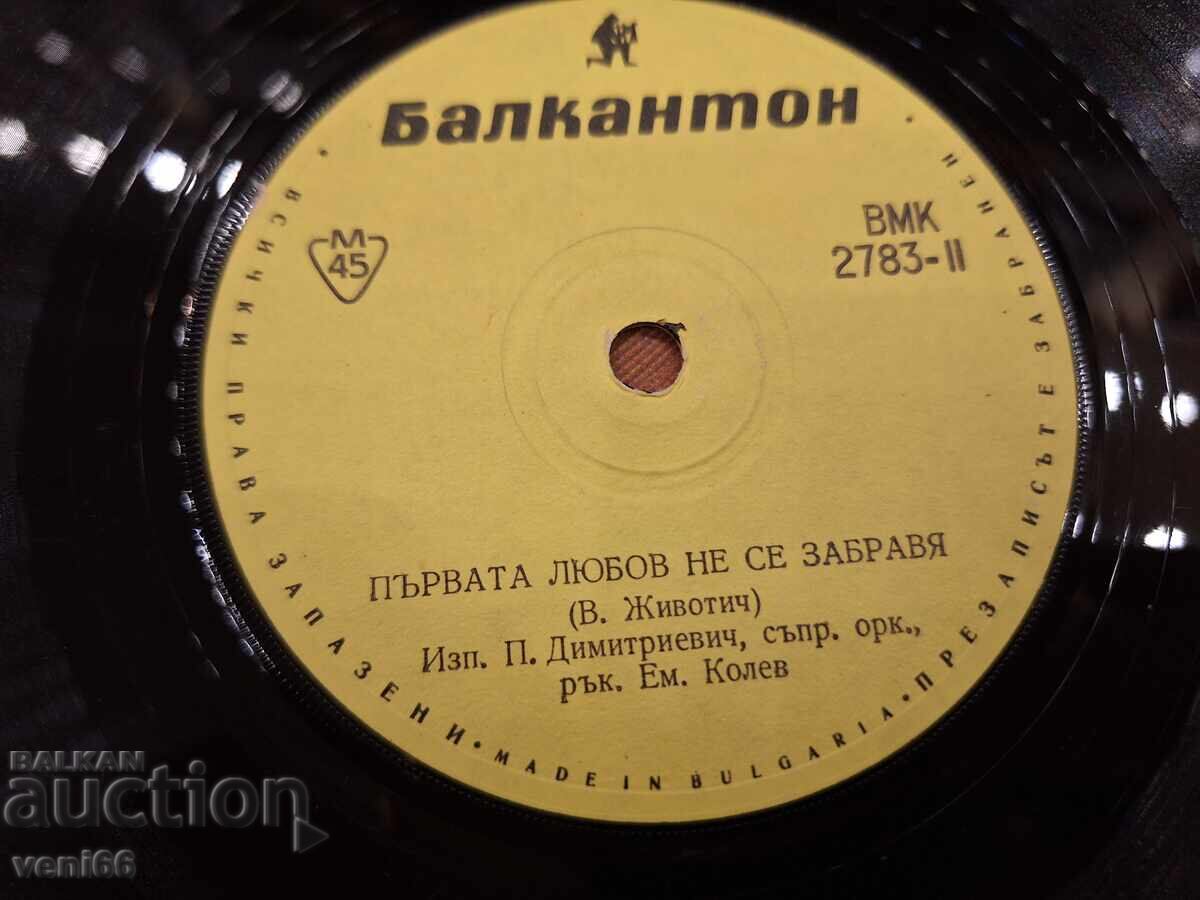 Балкантон
М
45
ВМК
2783-II
ПЪРВАТА ЛЮБОВ НЕ СЕ ЗАБРАВЯ
(В. Животич)
Изп. П. Димитриевич, съпр. орк.,
рък. Ем. Колев
• ВСИЧКИ ПРАВА ЗАПАЗЕНИ • MADE IN BULGARIA • ПРЕЗАПИСЪТ Е ЗАБРАНЕН •
BALKAN
auction
veni66